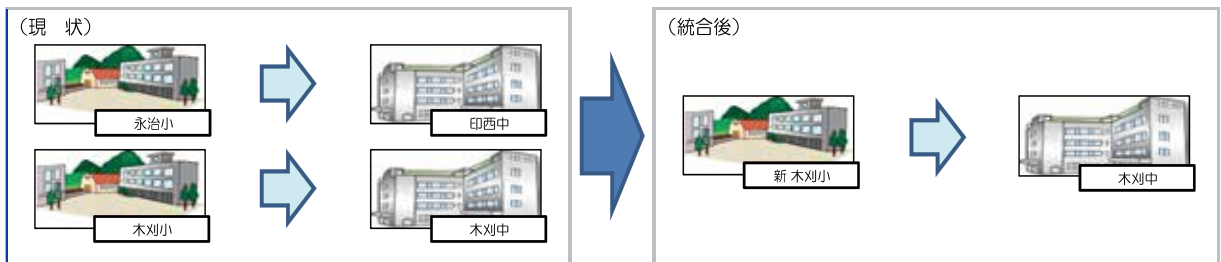 （現　状）
永治小
印西中
木刈小
木刈中
（統合後）
新 木刈小
木刈中